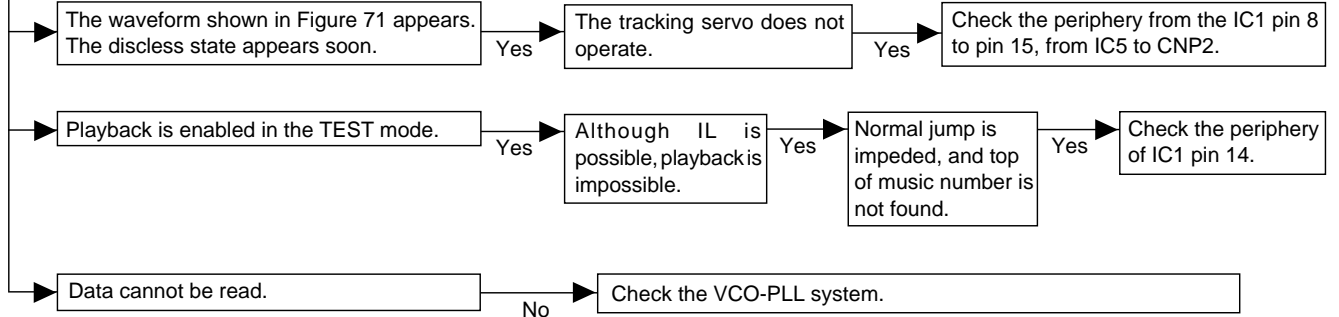 The waveform shown in Figure 71 appears.
The discless state appears soon.
Yes
The tracking servo does not
operate.
Yes
Check the periphery from the IC1 pin 8
to pin 15, from IC5 to CNP2.
Playback is enabled in the TEST mode.
Yes
Although IL is
possible, playback is
impossible.
Yes
Normal jump is
impeded, and top
of music number is
not found.
Yes
Check the periphery
of IC1 pin 14.
Data cannot be read.
No
Check the VCO-PLL system.